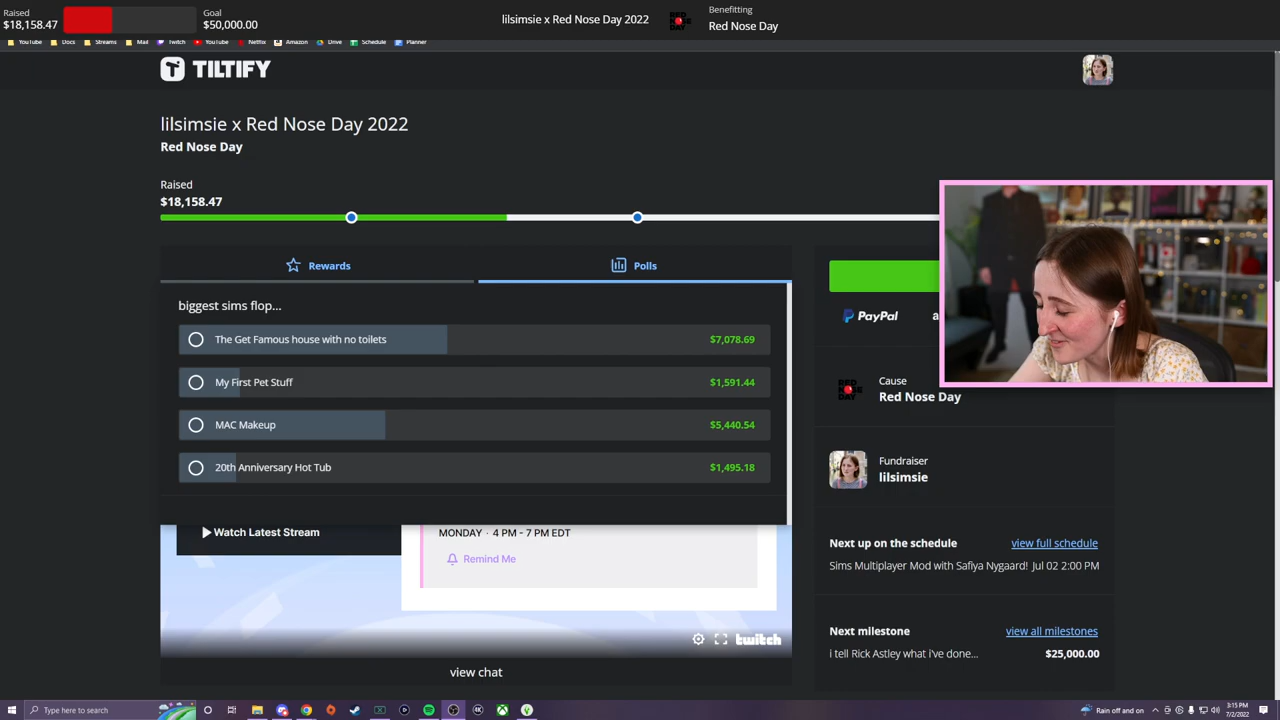 Raised
$18,158.47
Goal
$50,000.00
lilsimsie x Red Nose Day 2022
RED NOSE DAY
Benefitting
Red Nose Day
YouTube Docs Streams Mail Twitch YouTube Netflix Amazon Drive Schedule Planner
TILTIFY
lilsimsie x Red Nose Day 2022
Red Nose Day
Raised
$18,158.47
Rewards
Polls
biggest sims flop...
The Get Famous house with no toilets $7,078.69
My First Pet Stuff $1,591.44
MAC Makeup $5,440.54
20th Anniversary Hot Tub $1,495.18
Watch Latest Stream
MONDAY · 4 PM - 7 PM EDT
Remind Me
twitch
view chat
PayPal a
RED NOSE DAY
Cause
Red Nose Day
Fundraiser
lilsimsie
Next up on the schedule view full schedule
Sims Multiplayer Mod with Safiya Nygaard! Jul 02 2:00 PM
Next milestone view all milestones
i tell Rick Astley what i've done... $25,000.00
Type here to search
Rain off and on
3:15 PM
7/2/2022